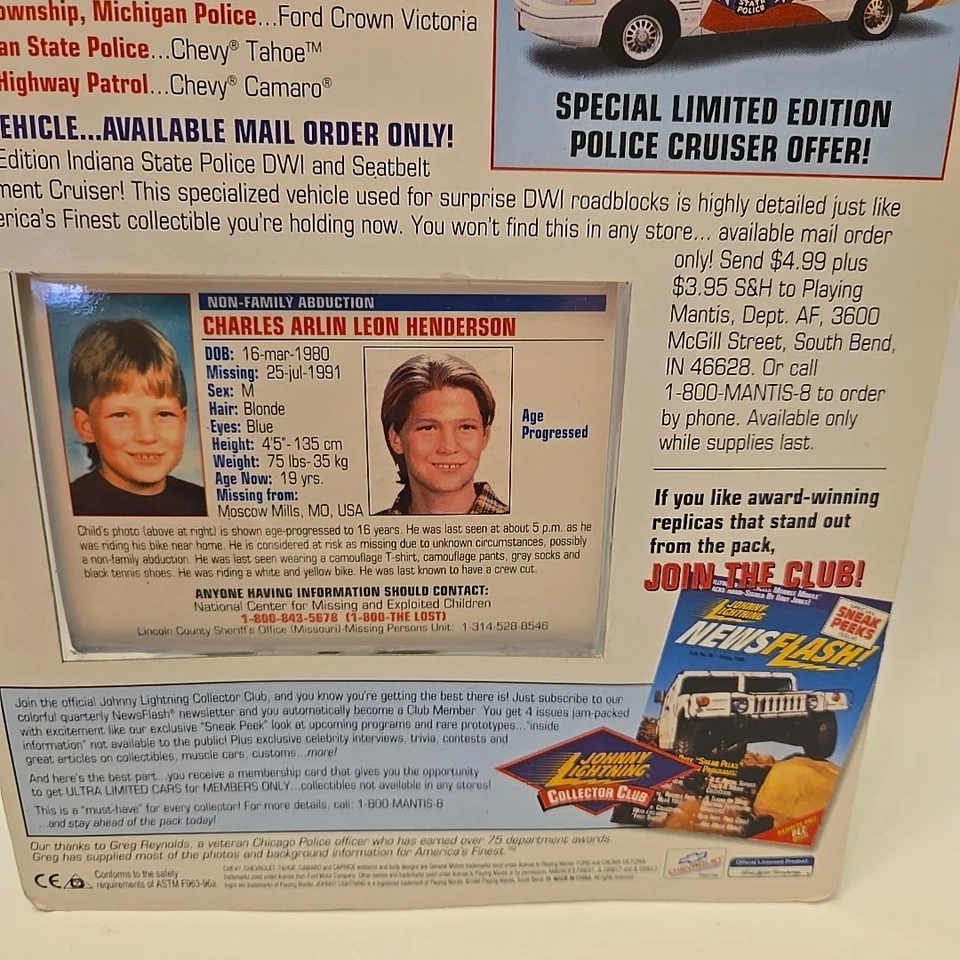 ownship, Michigan Police...Ford Crown Victoria
an State Police...Chevy® Tahoe™
Highway Patrol...Chevy® Camaro®
STATE
POLICE
SPECIAL LIMITED EDITION
POLICE CRUISER OFFER!
EHICLE...AVAILABLE MAIL ORDER ONLY!
Edition Indiana State Police DWI and Seatbelt
ment Cruiser! This specialized vehicle used for surprise DWI roadblocks is highly detailed just like
erica's Finest collectible you're holding now. You won't find this in any store... available mail order
only! Send $4.99 plus
$3.95 S&H to Playing
Mantis, Dept. AF, 3600
McGill Street, South Bend,
IN 46628. Or call
1-800-MANTIS-8 to order
by phone. Available only
while supplies last.
NON-FAMILY ABDUCTION
CHARLES ARLIN LEON HENDERSON
DOB: 16-mar-1980
Missing: 25-jul-1991
Sex: M
Hair: Blonde
Eyes: Blue
Height: 4'5"- 135 cm
Weight: 75 lbs- 35 kg
Age Now: 19 yrs.
Missing from:
Moscow Mills, MO, USA
Age
Progressed
Child's photo (above at right) is shown age-progressed to 16 years. He was last seen at about 5 p.m. as he
was riding his bike near home. He is considered at risk as missing due to unknown circumstances, possibly
a non-family abduction. He was last seen wearing a camouflage T-shirt, camouflage pants, gray socks and
black tennis shoes. He was riding a white and yellow bike. He was last known to have a crew cut.
ANYONE HAVING INFORMATION SHOULD CONTACT:
National Center for Missing and Exploited Children
1-800-843-5678 (1-800-THE LOST)
Lincoln County Sheriff's Office (Missouri)-Missing Persons Unit: 1-314-528-8546
If you like award-winning
replicas that stand out
from the pack,
JOIN THE CLUB!
JOHNNY
LIGHTNING
NEWSFLASH!
SPECIAL
SNEAK
PEEKS
ISSUE
Join the official Johnny Lightning Collector Club, and you know you're getting the best there is! Just subscribe to our
colorful quarterly NewsFlash® newsletter and you automatically become a Club Member. You get 4 issues jam-packed
with excitement like our exclusive "Sneak Peek" look at upcoming programs and rare prototypes..."inside
information" not available to the public! Plus exclusive celebrity interviews, trivia, contests and
great articles on collectibles, muscle cars, customs...more!
And here's the best part...you receive a membership card that gives you the opportunity
to get ULTRA LIMITED CARS for MEMBERS ONLY...collectibles not available in any stores!
This is a "must-have" for every collector! For more details, call: 1-800-MANTIS-8
...and stay ahead of the pack today!
JOHNNY
LIGHTNING
COLLECTOR CLUB
Our thanks to Greg Reynolds, a veteran Chicago Police officer who has earned over 75 department awards.
Greg has supplied most of the photos and background information for America's Finest™
CE
Conforms to the safety
requirements of ASTM F963-96a.
CHEVROLET
Official Licensed Product